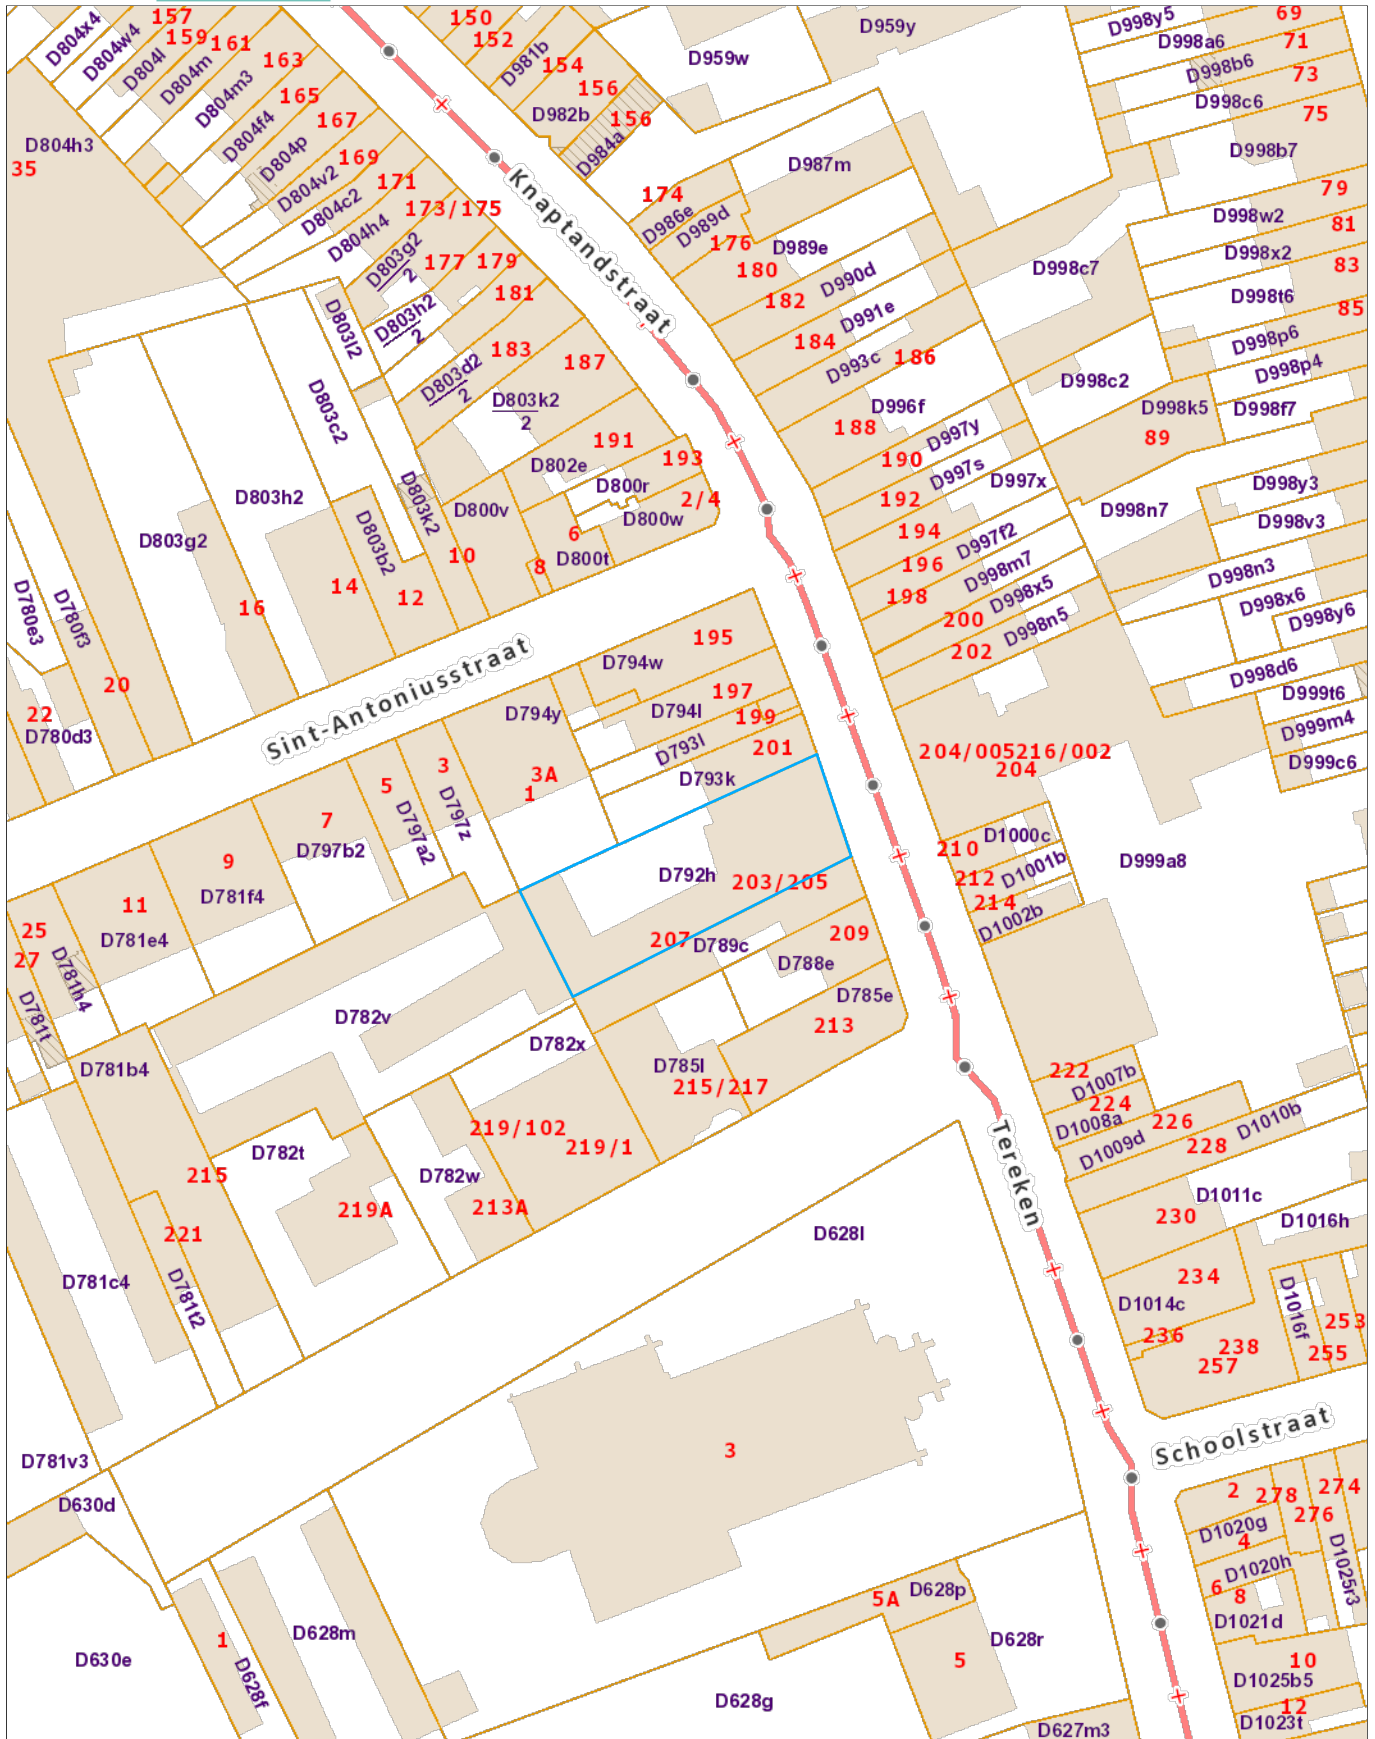 157
159
161
163
165
167
169
171
173/175
177
179
181
183
187
191
193
2/4
D804x4
D804w4
D804l
D804m
D804m3
D804f4
D804p
D804v2
D804c2
D804h4
D804h3
35
D803g2
2
D803h2
2
D803l2
D803d2
2
D803k2
2
D803c2
D802e
D800r
D800w
D800v
D800t
6
8
10
12
14
16
20
22
D803k2
D803b2
D803h2
D803g2
D780e3
D780f3
D780d3
150
152
154
156
156
D981b
D982b
D984a
D959w
D959y
Knaptandstraat
174
D986e
D989d
176
D987m
D989e
180
182
D990d
184
D991e
D993c
186
188
D996f
190
D997y
192
D997s
D997x
194
196
D997f2
198
D998m7
200
D998x5
202
D998n5
69
71
73
75
79
81
83
85
89
D998y5
D998a6
D998b6
D998c6
D998b7
D998w2
D998x2
D998t6
D998p6
D998p4
D998f7
D998k5
D998c7
D998c2
D998n7
D998y3
D998v3
D998n3
D998x6
D998y6
D998d6
D999t6
D999m4
D999c6
Sint-Antoniusstraat
195
D794w
197
D794l
199
D793l
201
D793k
D794y
3A
1
3
5
7
9
11
25
27
D797z
D797a2
D797b2
D781f4
D781e4
D781h4
D781t
D781b4
D792h
203/205
207
D789c
209
D788e
D785e
213
D785l
215/217
D782v
D782x
219/102
219/1
D782w
213A
D782t
219A
215
221
D781f2
D781c4
D781v3
204/005216/002
204
D1000c
210
D1001b
212
214
D1002b
D999a8
222
D1007b
224
D1008a
226
D1009d
228
D1010b
D1011c
230
D1016h
234
D1014c
236
238
257
D1016f
253
255
Tereken
Schoolstraat
D628l
3
D630d
D630e
1
D628f
D628m
5A
D628p
5
D628r
D628g
D627m3
2
278
274
276
D1020g
4
D1020h
6
8
D1021d
D1025r3
10
D1025b5
12
D1023t